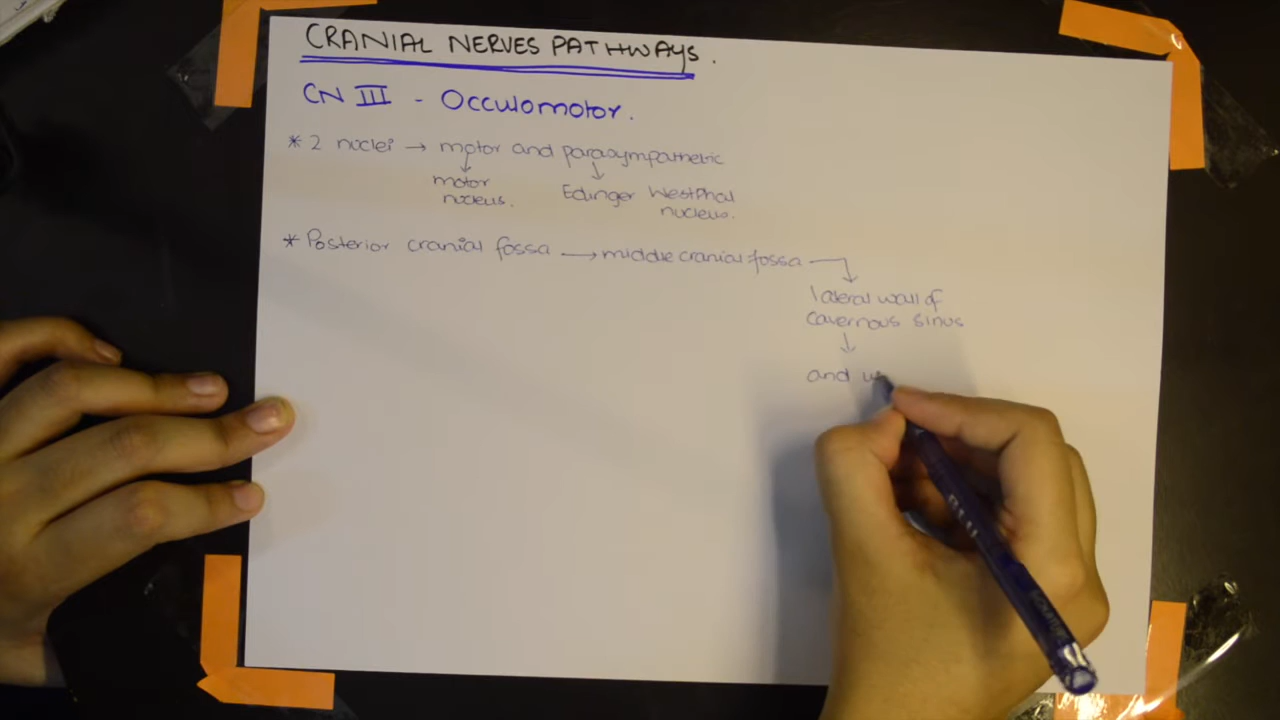 CRANIAL NERVES PATHWAYS.
CN III - Occulomotor.
* 2 nuclei → motor and parasympathetic
↓ ↓
motor nucleus. Edinger WestPhal nucleus.
* Posterior cranial fossa → middle cranial fossa →
lateral wall of
cavernous sinus
↓
and